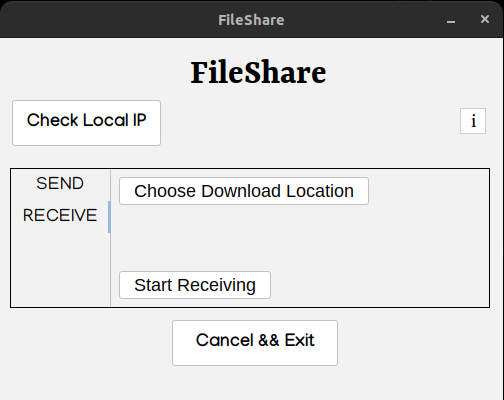 FileShare
FileShare
Check Local IP
i
SEND
Choose Download Location
RECEIVE
Start Receiving
Cancel && Exit